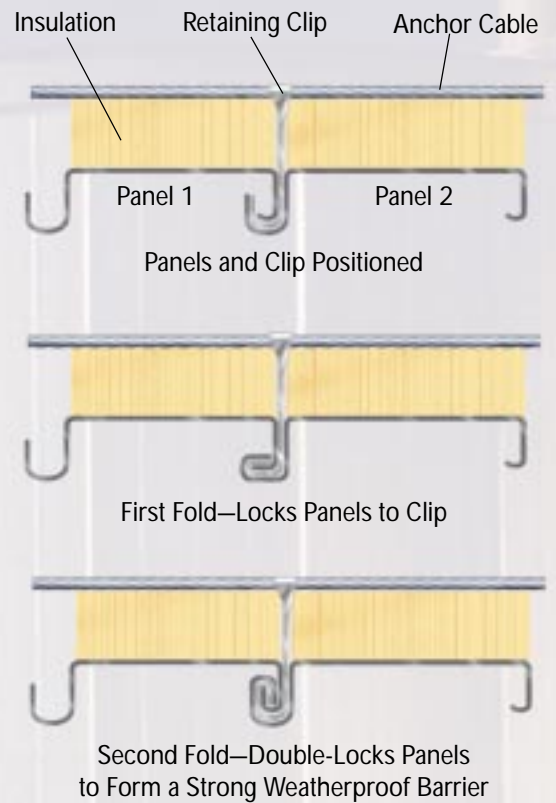 Insulation Retaining Clip Anchor Cable
Panel 1 Panel 2
Panels and Clip Positioned
First Fold—Locks Panels to Clip
Second Fold—Double-Locks Panels
to Form a Strong Weatherproof Barrier